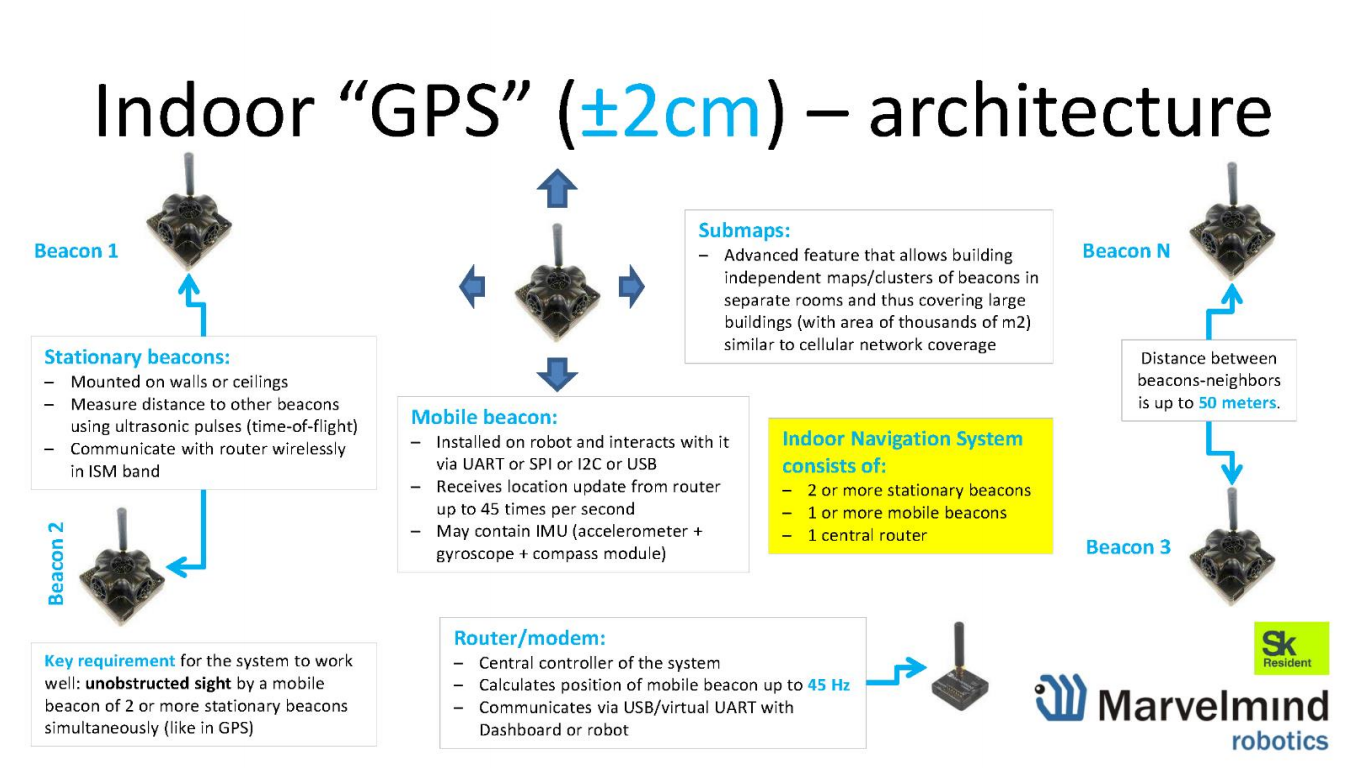 Indoor “GPS” (±2cm) – architecture
Beacon 1
Stationary beacons:
– Mounted on walls or ceilings
– Measure distance to other beacons
using ultrasonic pulses (time-of-flight)
– Communicate with router wirelessly
in ISM band
Beacon 2
Key requirement for the system to work
well: unobstructed sight by a mobile
beacon of 2 or more stationary beacons
simultaneously (like in GPS)
Mobile beacon:
– Installed on robot and interacts with it
via UART or SPI or I2C or USB
– Receives location update from router
up to 45 times per second
– May contain IMU (accelerometer +
gyroscope + compass module)
Submaps:
– Advanced feature that allows building
independent maps/clusters of beacons in
separate rooms and thus covering large
buildings (with area of thousands of m2)
similar to cellular network coverage
Indoor Navigation System
consists of:
– 2 or more stationary beacons
– 1 or more mobile beacons
– 1 central router
Router/modem:
– Central controller of the system
– Calculates position of mobile beacon up to 45 Hz
– Communicates via USB/virtual UART with
Dashboard or robot
Beacon N
Distance between
beacons-neighbors
is up to 50 meters.
Beacon 3
Sk
Resident
Marvelmind
robotics